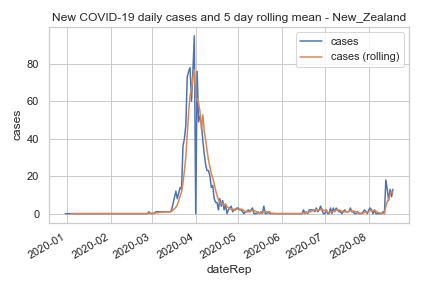 New COVID-19 daily cases and 5 day rolling mean - New_Zealand
cases
cases (rolling)
80
60
40
20
0
cases
2020-01
2020-02
2020-03
2020-04
2020-05
2020-06
2020-07
2020-08
dateRep